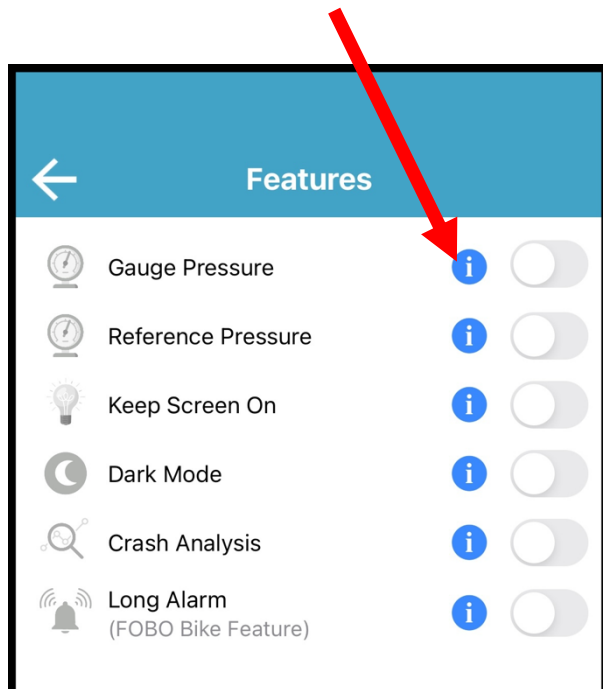 Features
Gauge Pressure i
Reference Pressure i
Keep Screen On i
Dark Mode i
Crash Analysis i
Long Alarm i
(FOBO Bike Feature)